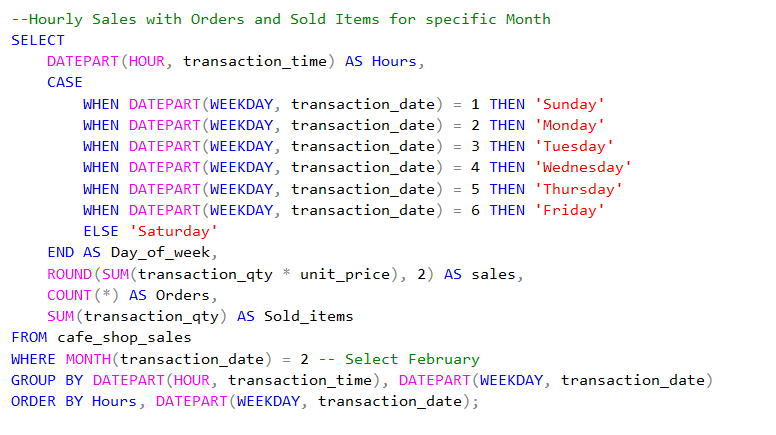 --Hourly Sales with Orders and Sold Items for specific Month
SELECT
    DATEPART(HOUR, transaction_time) AS Hours,
    CASE
        WHEN DATEPART(WEEKDAY, transaction_date) = 1 THEN 'Sunday'
        WHEN DATEPART(WEEKDAY, transaction_date) = 2 THEN 'Monday'
        WHEN DATEPART(WEEKDAY, transaction_date) = 3 THEN 'Tuesday'
        WHEN DATEPART(WEEKDAY, transaction_date) = 4 THEN 'Wednesday'
        WHEN DATEPART(WEEKDAY, transaction_date) = 5 THEN 'Thursday'
        WHEN DATEPART(WEEKDAY, transaction_date) = 6 THEN 'Friday'
        ELSE 'Saturday'
    END AS Day_of_week,
    ROUND(SUM(transaction_qty * unit_price), 2) AS sales,
    COUNT(*) AS Orders,
    SUM(transaction_qty) AS Sold_items
FROM cafe_shop_sales
WHERE MONTH(transaction_date) = 2 -- Select February
GROUP BY DATEPART(HOUR, transaction_time), DATEPART(WEEKDAY, transaction_date)
ORDER BY Hours, DATEPART(WEEKDAY, transaction_date);